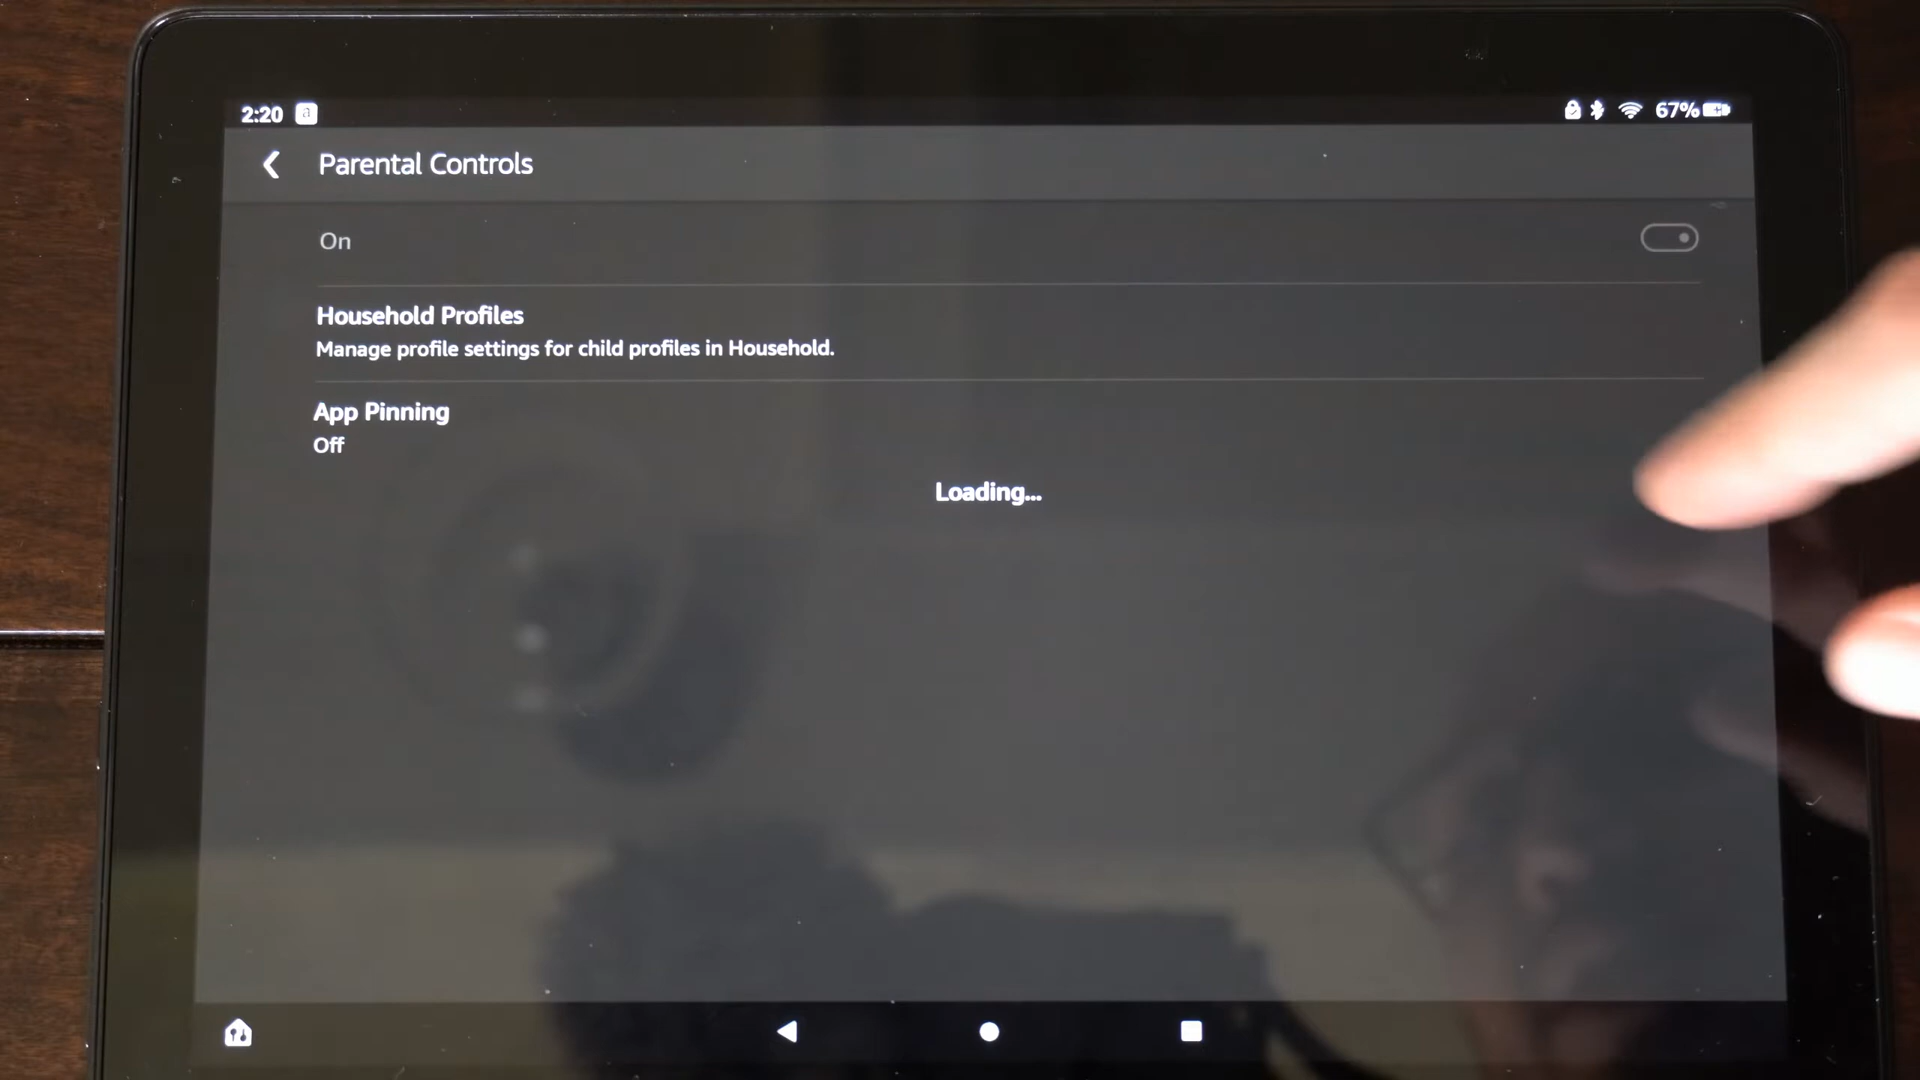 2:20 a 67%
Parental Controls
On
Household Profiles
Manage profile settings for child profiles in Household.
App Pinning
Off
Loading...